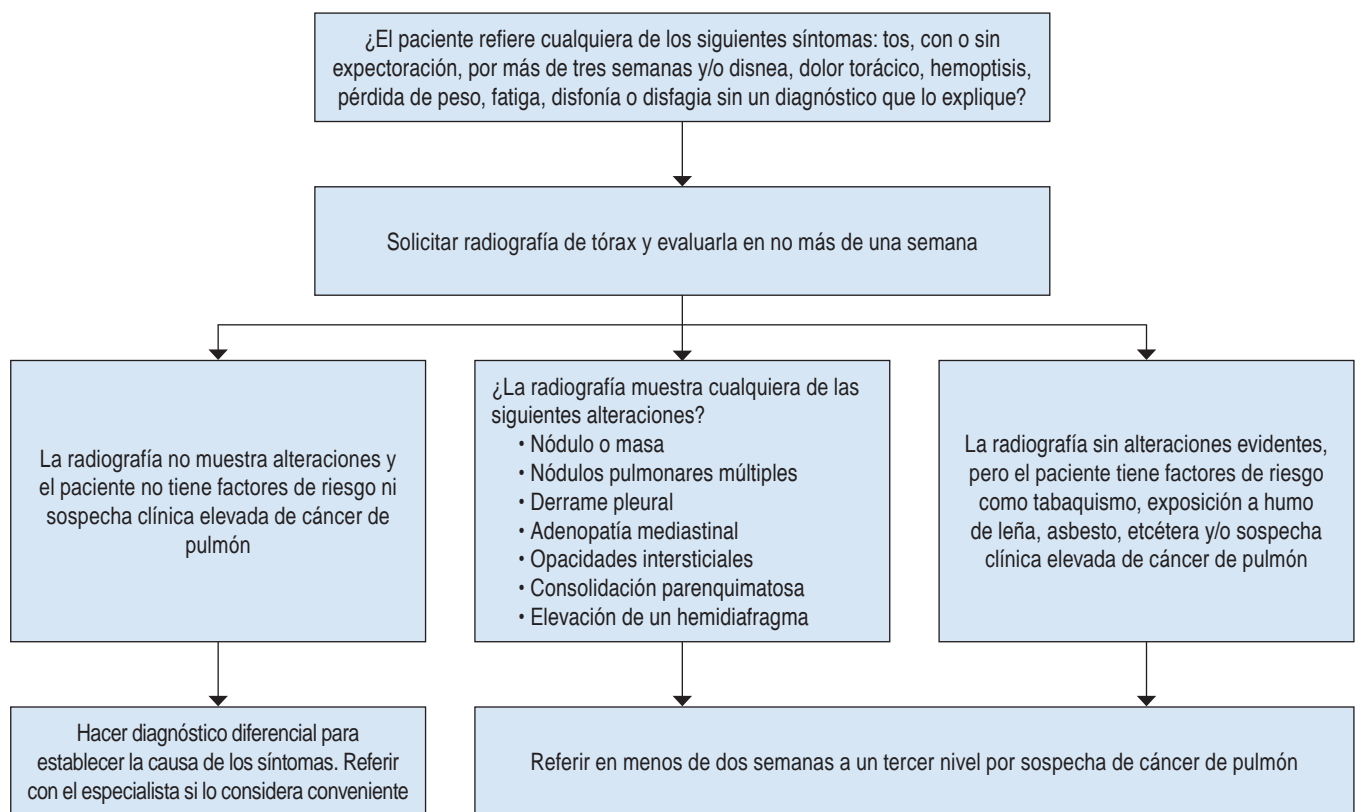 ¿El paciente refiere cualquiera de los siguientes síntomas: tos, con o sin
expectoración, por más de tres semanas y/o disnea, dolor torácico, hemoptisis,
pérdida de peso, fatiga, disfonía o disfagia sin un diagnóstico que lo explique?
Solicitar radiografía de tórax y evaluarla en no más de una semana
La radiografía no muestra alteraciones y
el paciente no tiene factores de riesgo ni
sospecha clínica elevada de cáncer de
pulmón
¿La radiografía muestra cualquiera de las
siguientes alteraciones?
• Nódulo o masa
• Nódulos pulmonares múltiples
• Derrame pleural
• Adenopatía mediastinal
• Opacidades intersticiales
• Consolidación parenquimatosa
• Elevación de un hemidiafragma
La radiografía sin alteraciones evidentes,
pero el paciente tiene factores de riesgo
como tabaquismo, exposición a humo
de leña, asbesto, etcétera y/o sospecha
clínica elevada de cáncer de pulmón
Hacer diagnóstico diferencial para
establecer la causa de los síntomas. Referir
con el especialista si lo considera conveniente
Referir en menos de dos semanas a un tercer nivel por sospecha de cáncer de pulmón